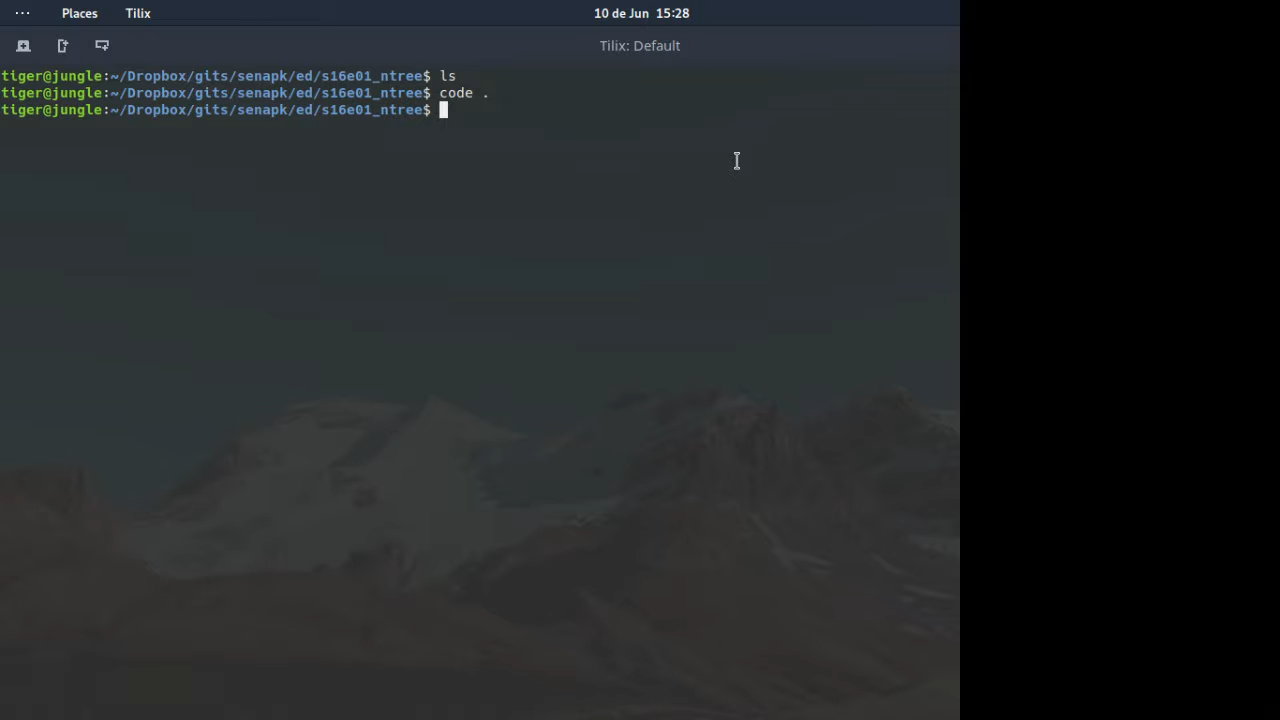 ... Places Tilix 10 de Jun 15:28
Tilix: Default
tiger@jungle:~/Dropbox/gits/senapk/ed/s16e01_ntree$ ls
tiger@jungle:~/Dropbox/gits/senapk/ed/s16e01_ntree$ code .
tiger@jungle:~/Dropbox/gits/senapk/ed/s16e01_ntree$